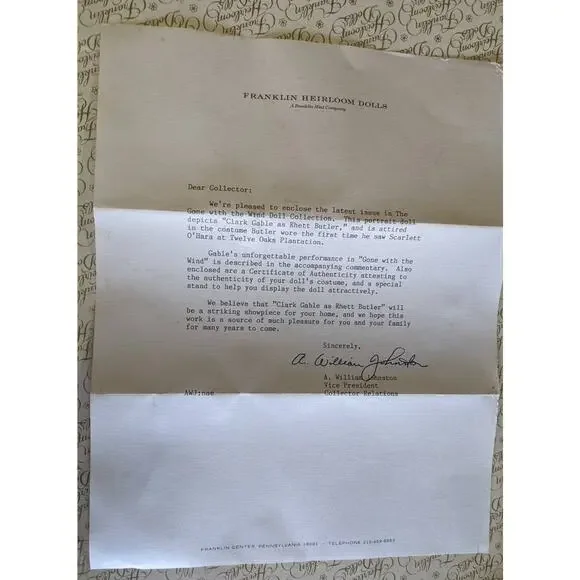 FRANKLIN HEIRLOOM DOLLS
A Franklin Mint Company
Dear Collector:
We're pleased to enclose the latest issue in The
Gone with the Wind Doll Collection. This portrait doll
depicts "Clark Gable as Rhett Butler," and is attired
in the costume Butler wore the first time he saw Scarlett
O'Hara at Twelve Oaks Plantation.
Gable's unforgettable performance in "Gone with the
Wind" is described in the accompanying commentary. Also
enclosed are a Certificate of Authenticity attesting to
the authenticity of your doll's costume, and a special
stand to help you display the doll attractively.
We believe that "Clark Gable as Rhett Butler" will
be a striking showpiece for your home, and we hope this
work is a source of much pleasure for you and your family
for many years to come.
Sincerely,
A. William Johnston
A. William Johnston
Vice President
AWJ:nae Collector Relations
FRANKLIN CENTER, PENNSYLVANIA 19091 · TELEPHONE
Franklin Heirloom Dolls